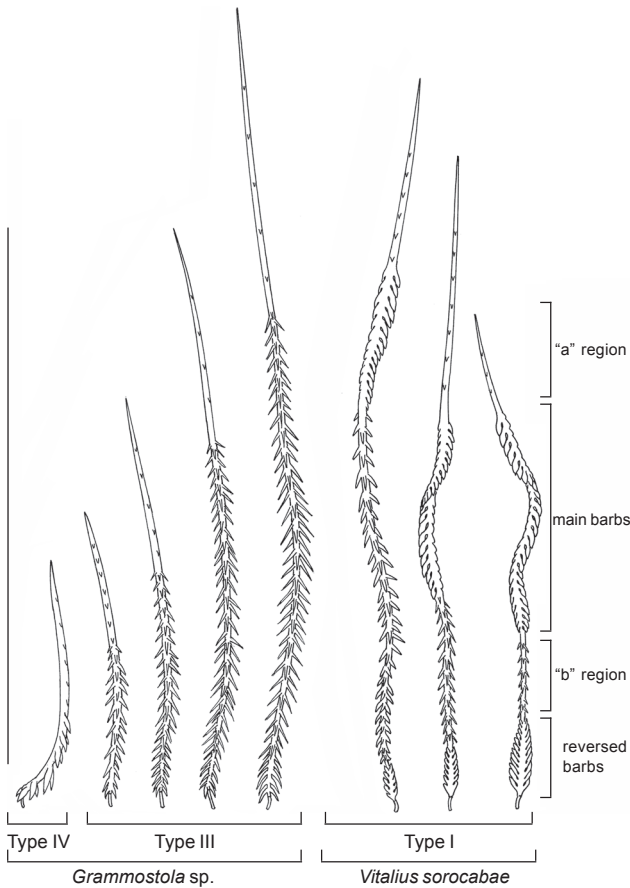 “a” region
main barbs
“b” region
reversed
barbs
Type IV
Type III
Type I
Grammostola sp.
Vitalius sorocabae